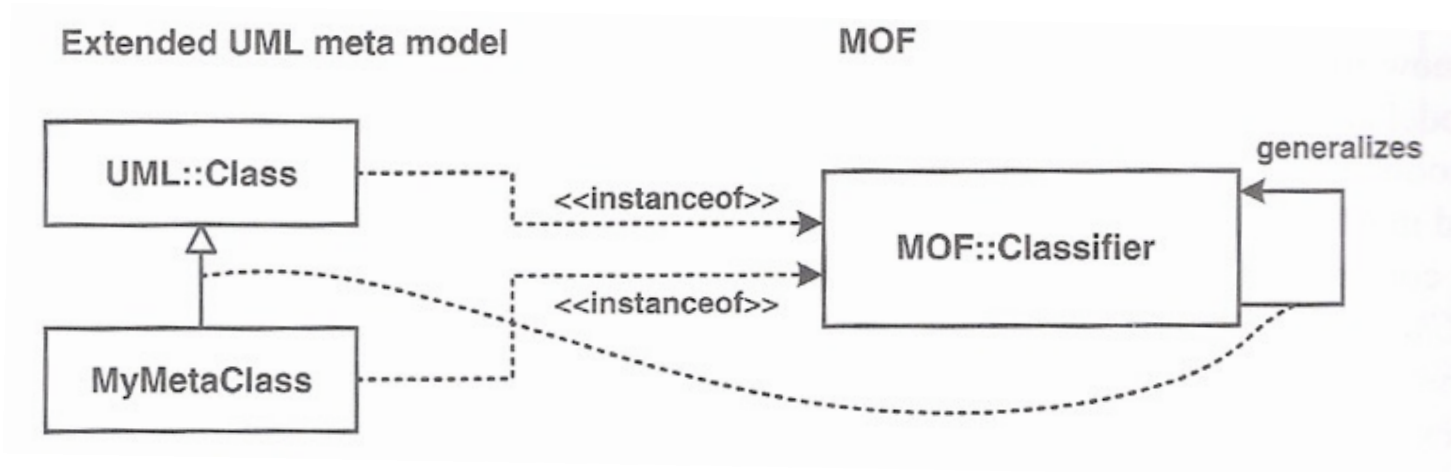 Extended UML meta model
MOF
UML::Class
generalizes
<<instanceof>>
MOF::Classifier
<<instanceof>>
MyMetaClass